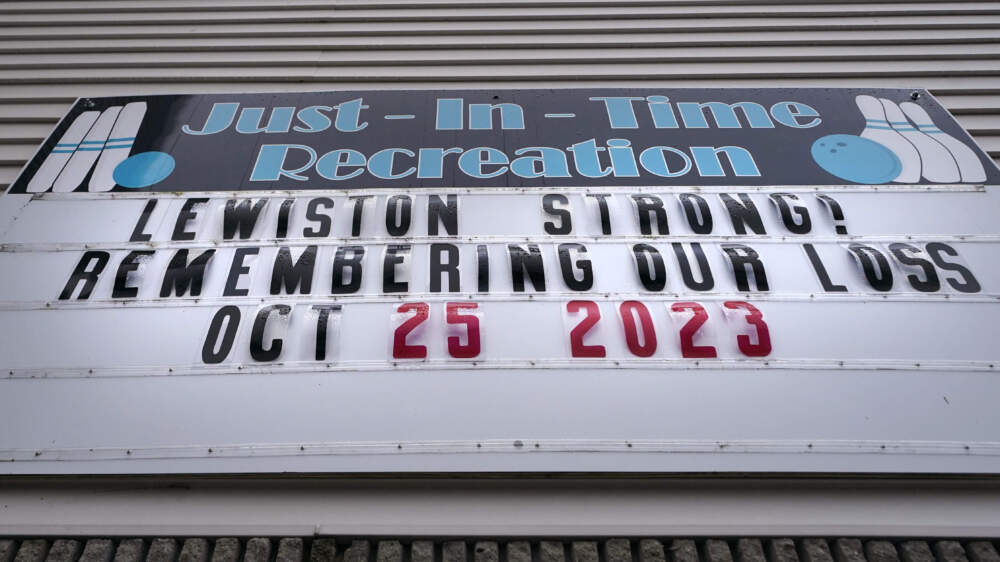 Just-In-Time
Recreation
LEWISTON STRONG!
REMEMBERING OUR LOSS
OCT 25 2023